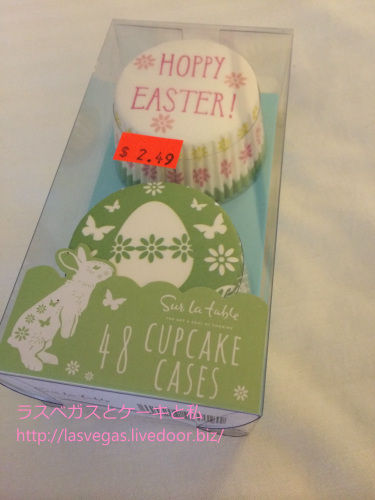 HOPPY
EASTER!
$ 2.49
Sur la table
48 CUPCAKE
CASES
ラスベガスとケーキと私
http://lasvegas.livedoor.biz/